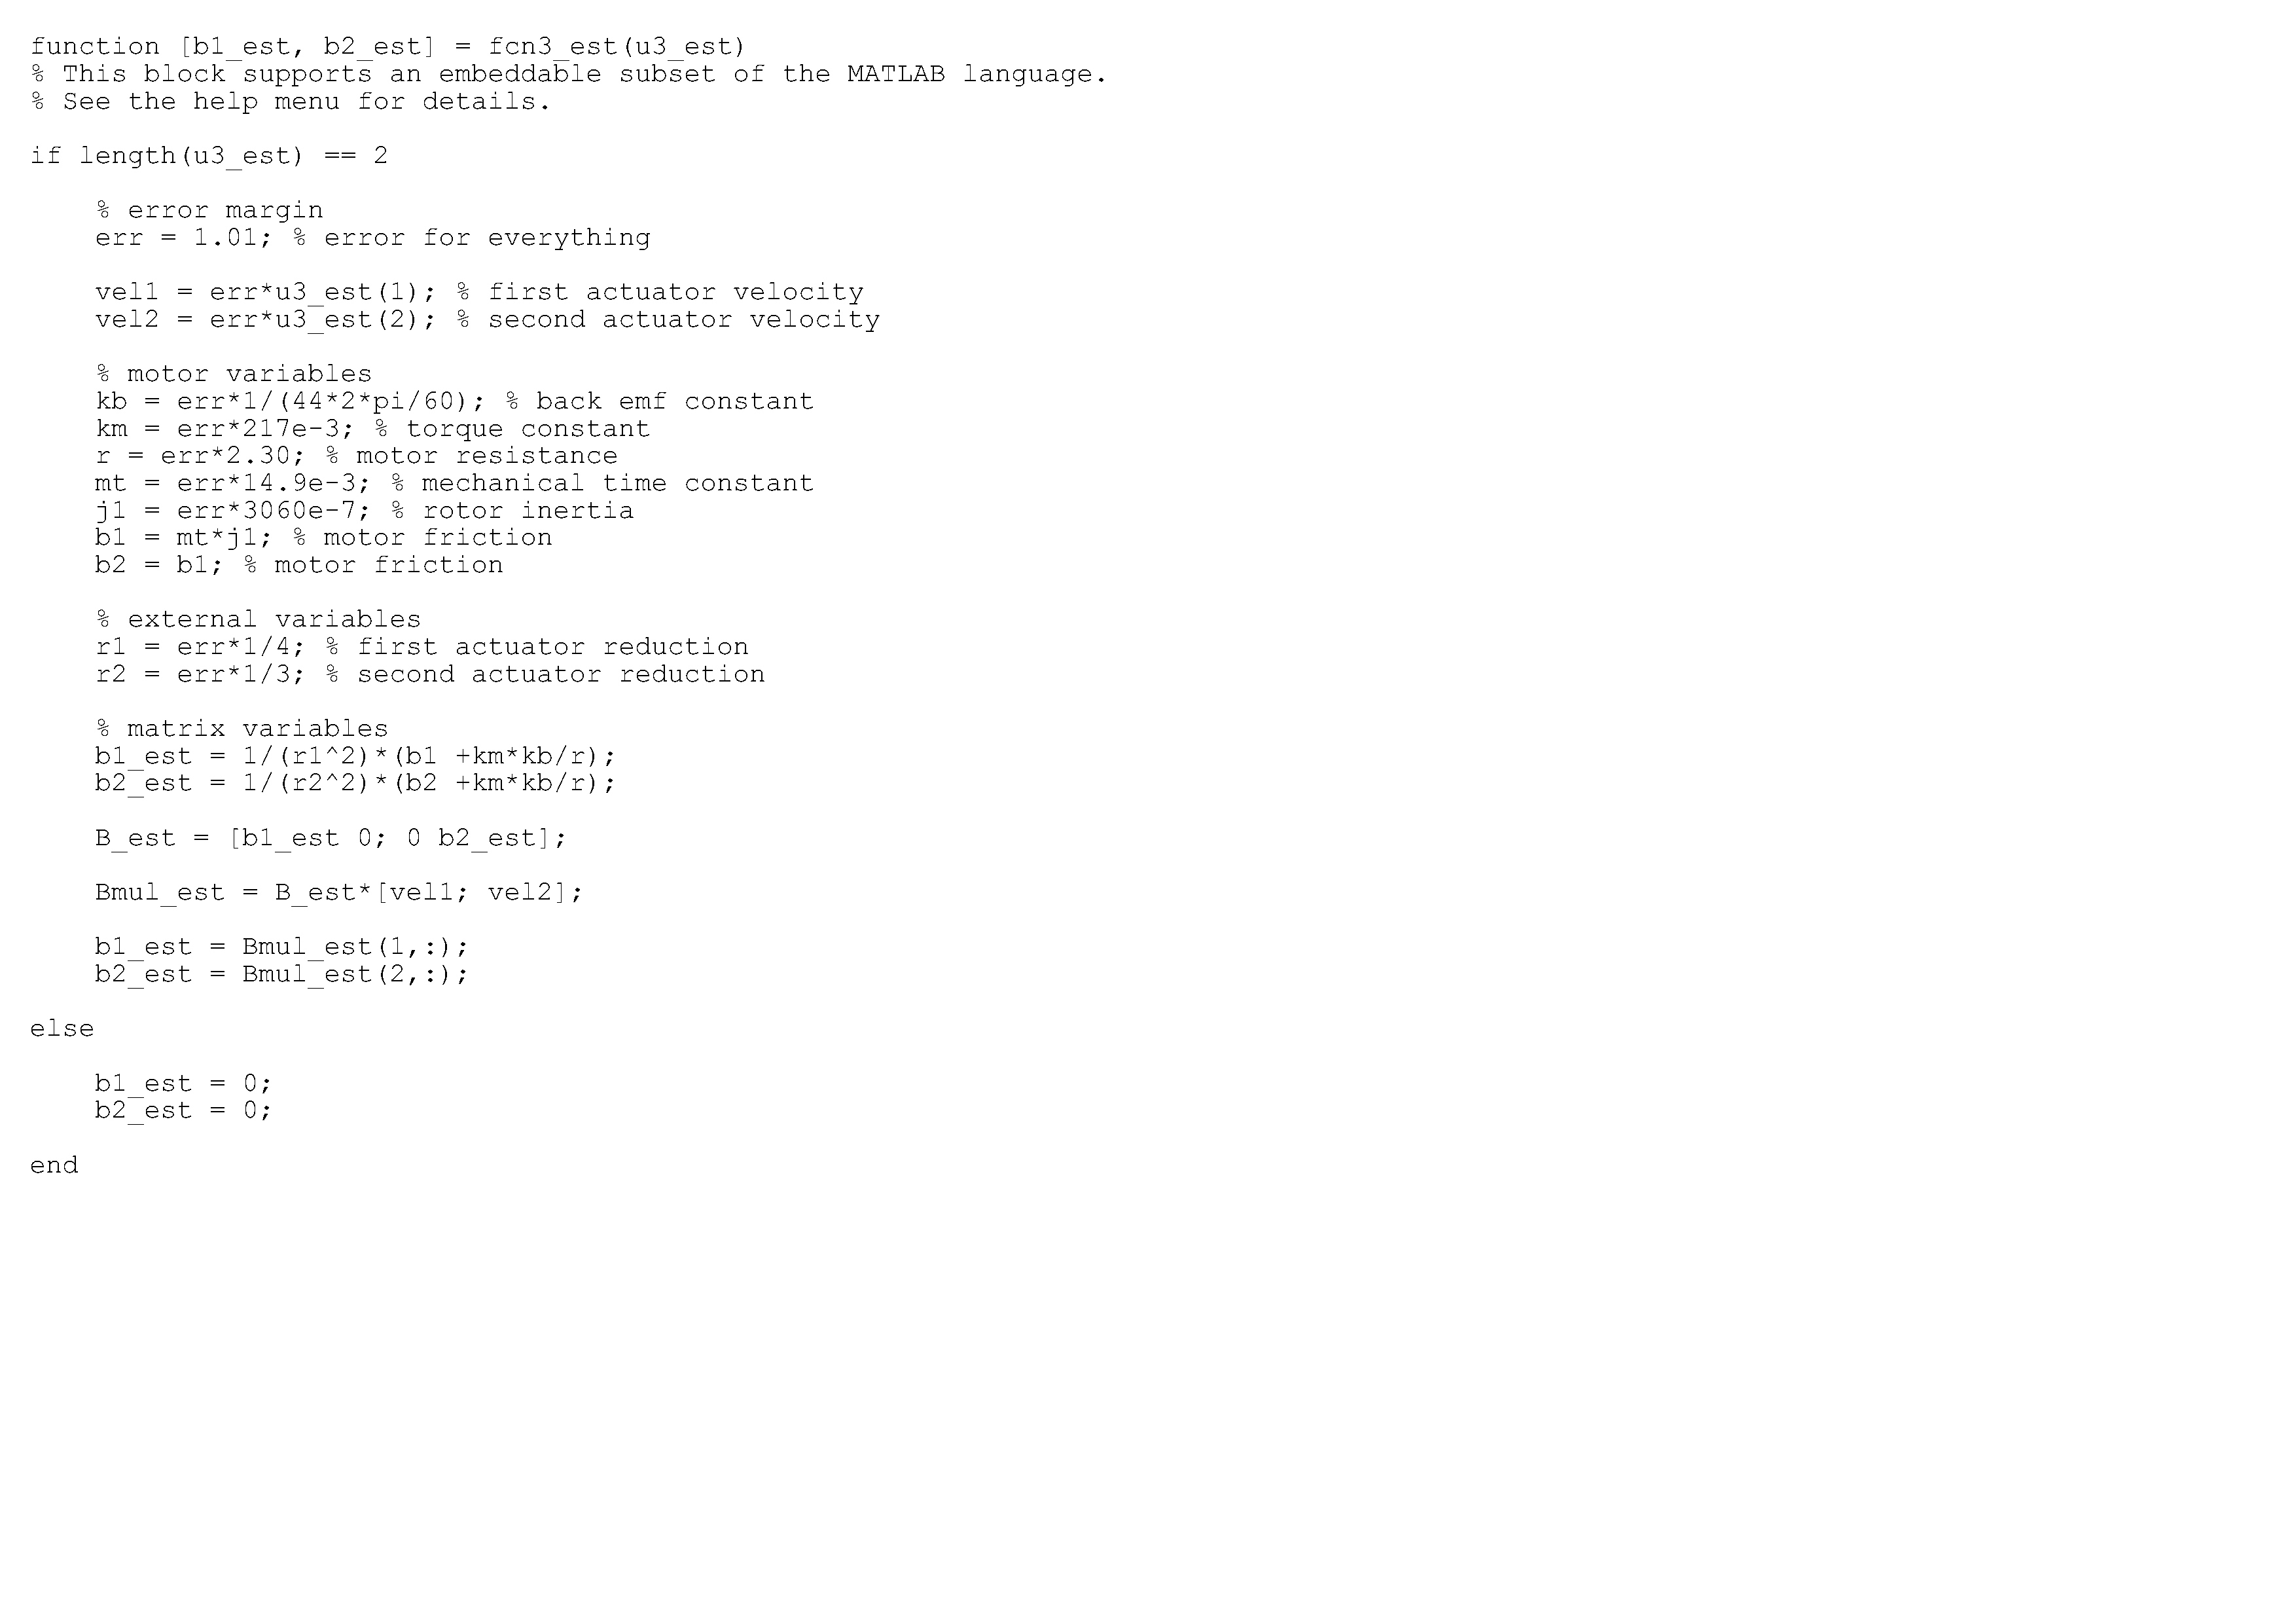 function [b1_est, b2_est] = fcn3_est(u3_est)
% This block supports an embeddable subset of the MATLAB language.
% See the help menu for details.
if length(u3_est) == 2
% error margin
err = 1.01; % error for everything
vel1 = err*u3_est(1); % first actuator velocity
vel2 = err*u3_est(2); % second actuator velocity
% motor variables
kb = err*1/(44*2*pi/60); % back emf constant
km = err*217e-3; % torque constant
r = err*2.30; % motor resistance
mt = err*14.9e-3; % mechanical time constant
j1 = err*3060e-7; % rotor inertia
b1 = mt*j1; % motor friction
b2 = b1; % motor friction
% external variables
r1 = err*1/4; % first actuator reduction
r2 = err*1/3; % second actuator reduction
% matrix variables
b1_est = 1/(r1^2)*(b1 +km*kb/r);
b2_est = 1/(r2^2)*(b2 +km*kb/r);
B_est = [b1_est 0; 0 b2_est];
Bmul_est = B_est*[vel1; vel2];
b1_est = Bmul_est(1,:);
b2_est = Bmul_est(2,:);
else
b1_est = 0;
b2_est = 0;
end